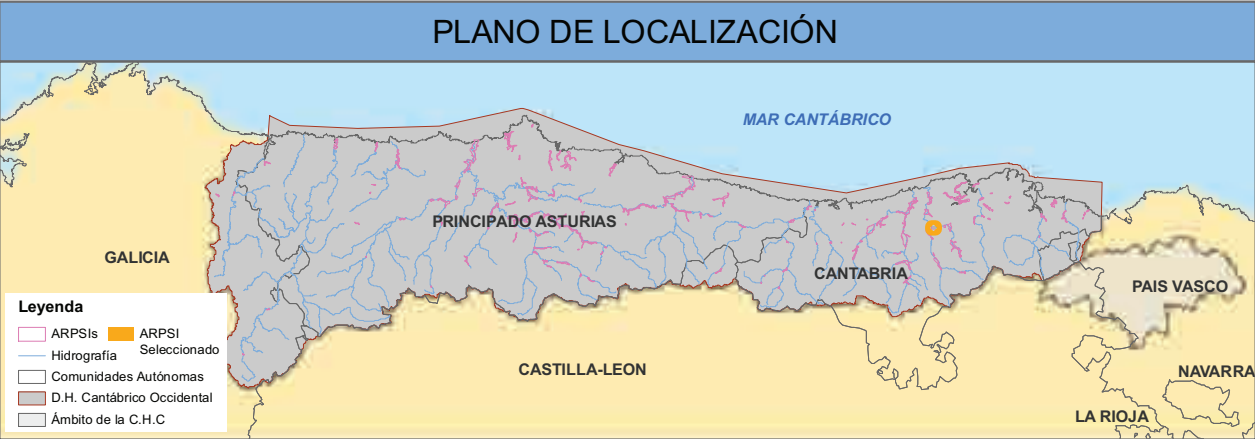 PLANO DE LOCALIZACIÓN
MAR CANTÁBRICO
PRINCIPADO ASTURIAS
GALICIA
CANTABRIA
PAIS VASCO
CASTILLA-LEON
NAVARRA
LA RIOJA
Leyenda
ARPSIs
ARPSI
Seleccionado
Hidrografía
Comunidades Autónomas
D.H. Cantábrico Occidental
Ámbito de la C.H.C